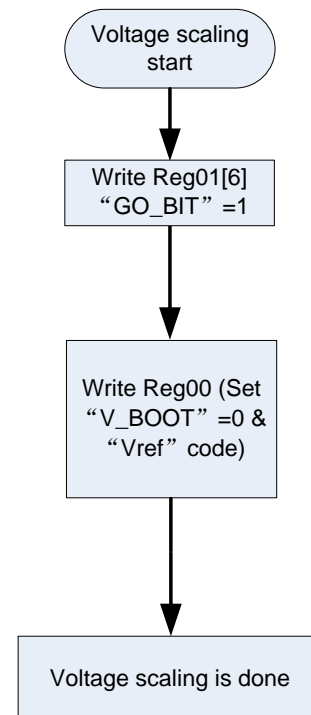 Voltage scaling
start
Write Reg01[6]
“GO_BIT” =1
Write Reg00 (Set
“V_BOOT” =0 &
“Vref” code)
Voltage scaling is done